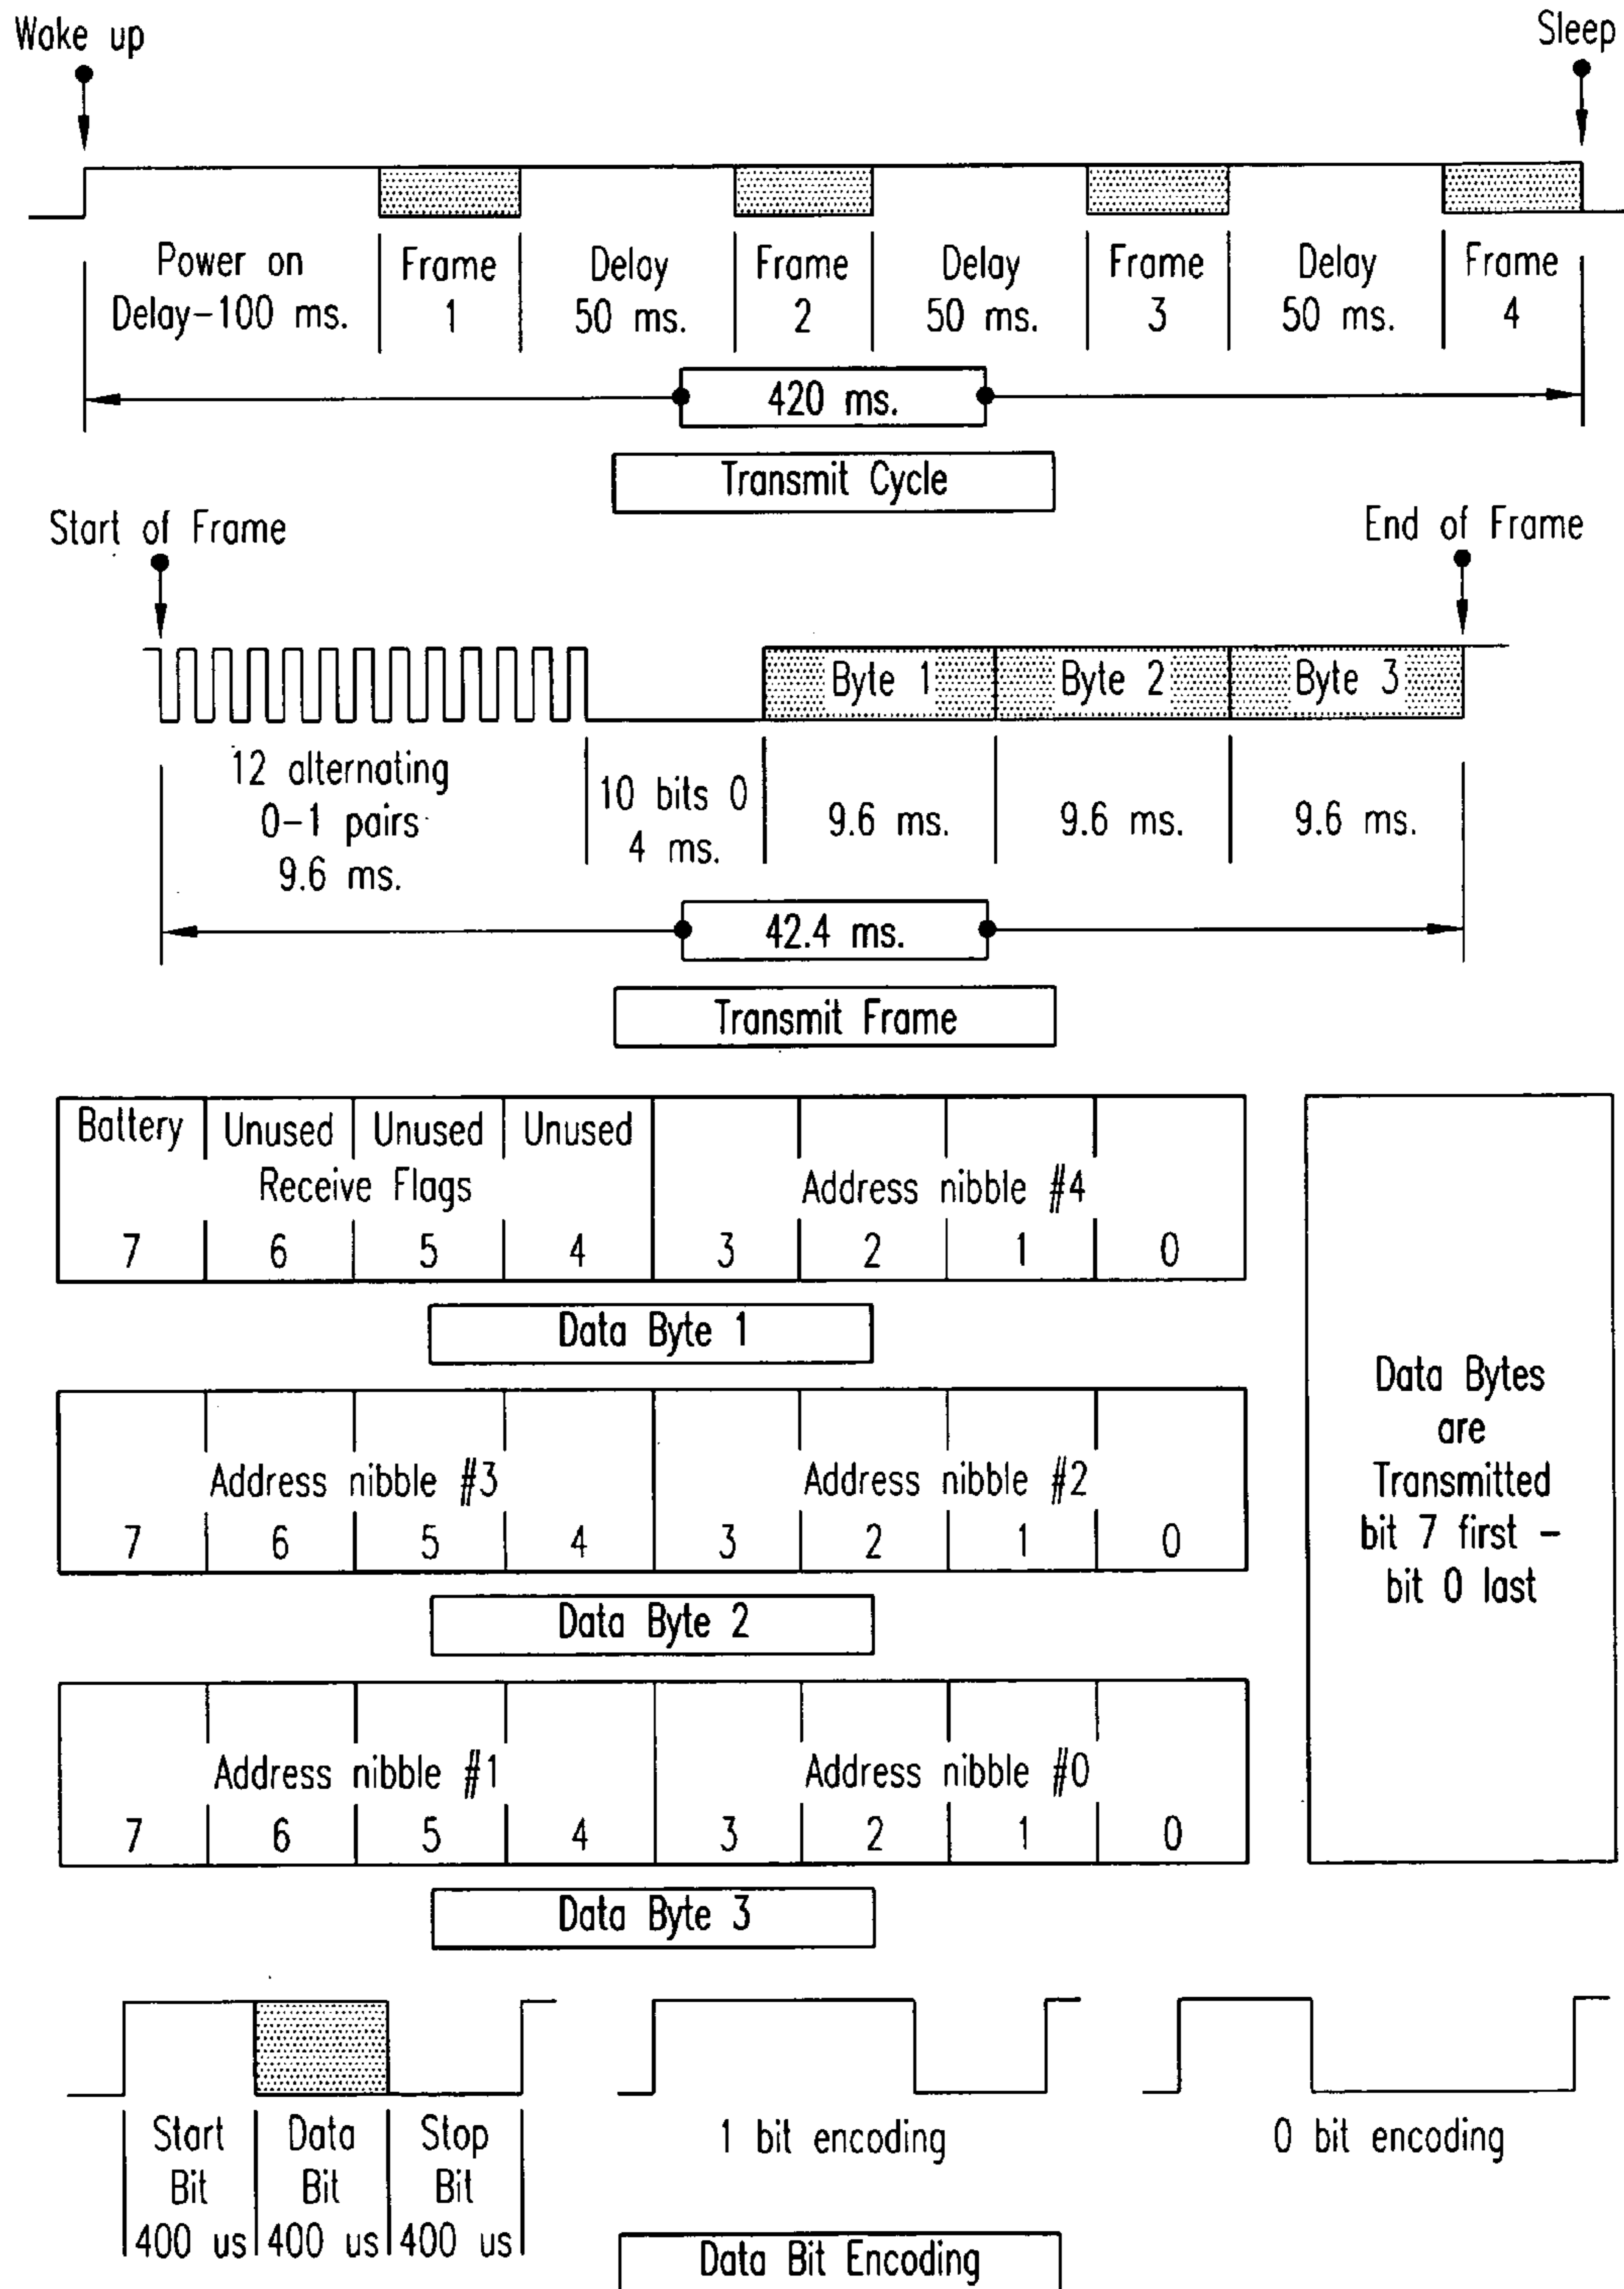 Wake up
Sleep
Power on
Delay-100 ms.
Frame
1
Delay
50 ms.
Frame
2
Delay
50 ms.
Frame
3
Delay
50 ms.
Frame
4
420 ms.
Transmit Cycle
Start of Frame
End of Frame
Byte 1
Byte 2
Byte 3
12 alternating
0-1 pairs
9.6 ms.
10 bits 0
4 ms.
9.6 ms.
9.6 ms.
9.6 ms.
42.4 ms.
Transmit Frame
Battery Unused Unused Unused
Receive Flags
Address nibble #4
7 6 5 4 3 2 1 0
Data Byte 1
Address nibble #3
Address nibble #2
7 6 5 4 3 2 1 0
Data Byte 2
Address nibble #1
Address nibble #0
7 6 5 4 3 2 1 0
Data Byte 3
Data Bytes
are
Transmitted
bit 7 first -
bit 0 last
Start
Bit
400 us
Data
Bit
400 us
Stop
Bit
400 us
1 bit encoding
0 bit encoding
Data Bit Encoding